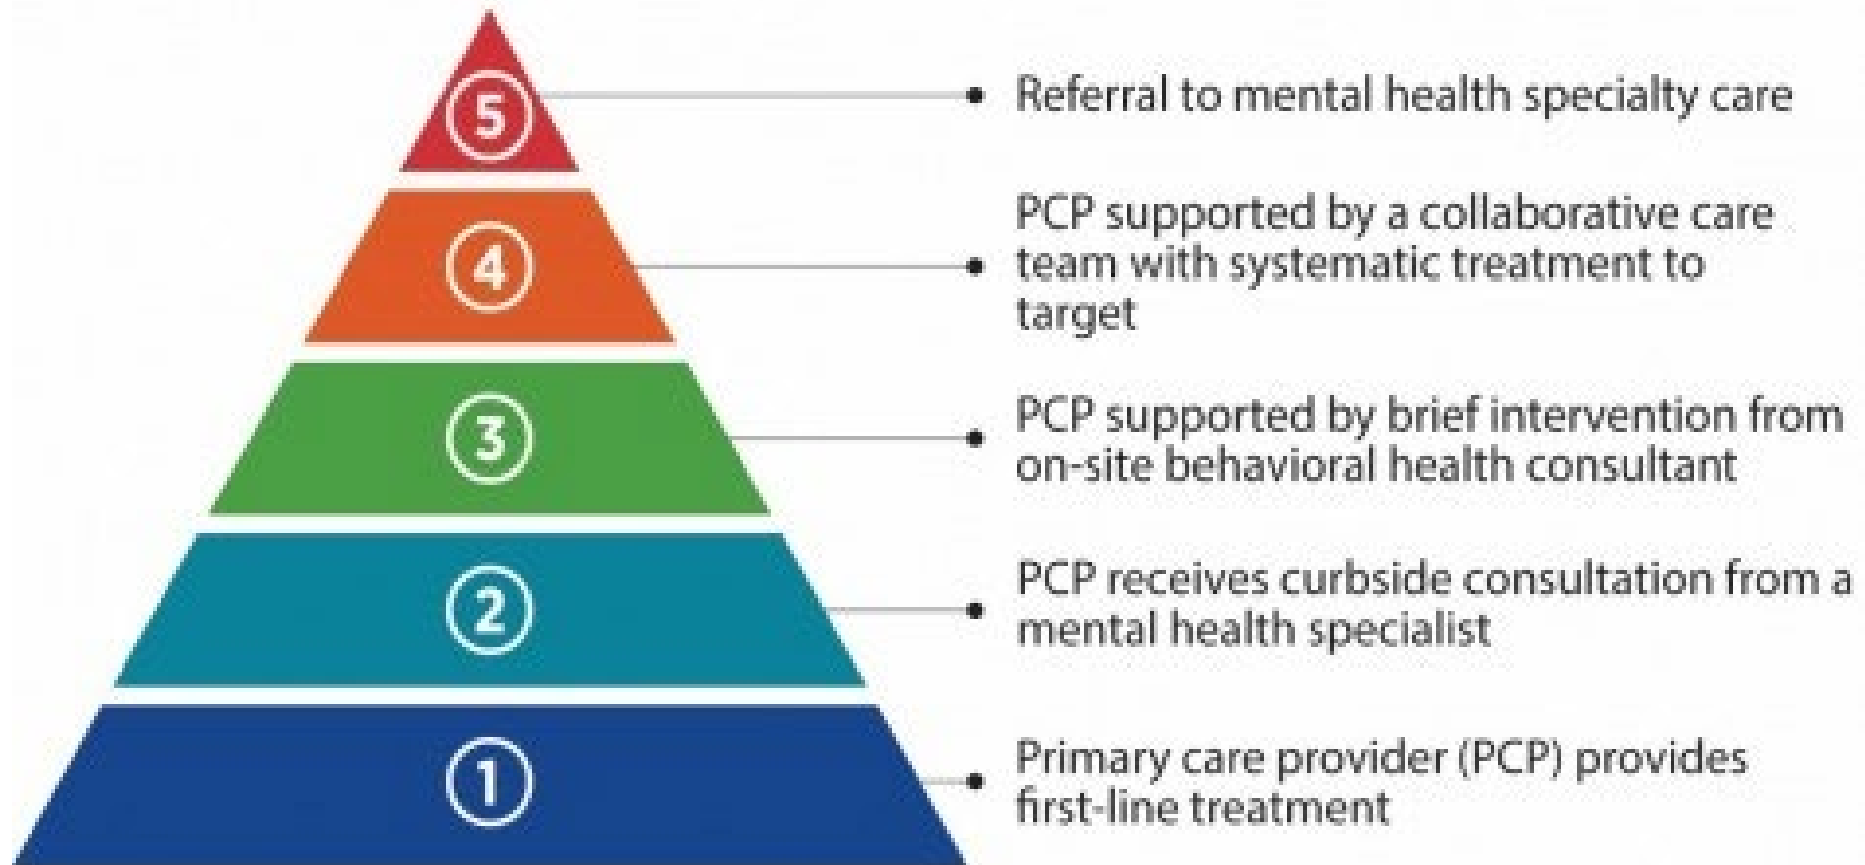 5
Referral to mental health specialty care
4
PCP supported by a collaborative care
team with systematic treatment to
target
3
PCP supported by brief intervention from
on-site behavioral health consultant
2
PCP receives curbside consultation from a
mental health specialist
1
Primary care provider (PCP) provides
first-line treatment